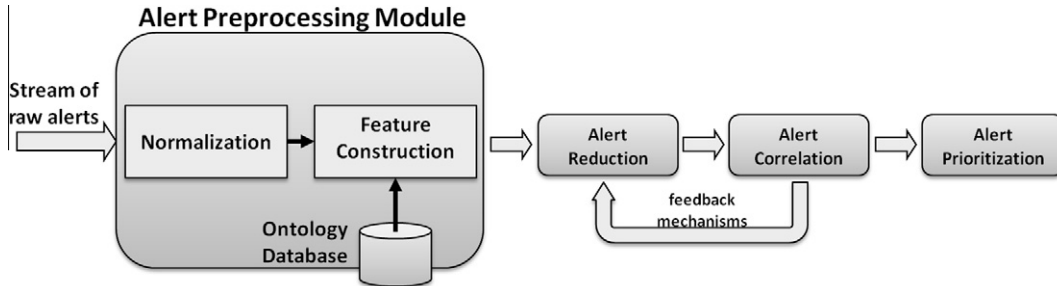 Alert Preprocessing Module
Stream of
raw alerts
Normalization
Feature
Construction
Ontology
Database
Alert
Reduction
Alert
Correlation
Alert
Prioritization
feedback
mechanisms